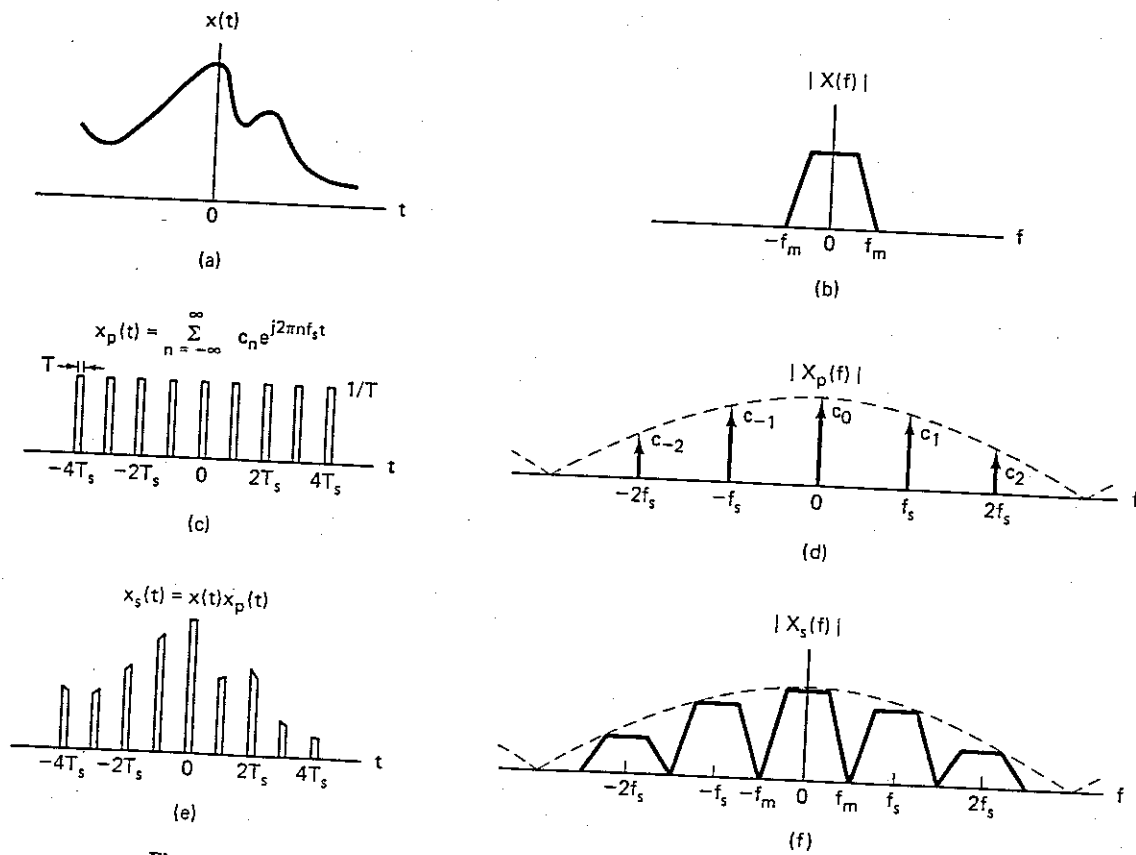 x(t)
t
0
(a)
| X(f) |
f
−f_m 0 f_m
(b)
x_p(t) = ∑_{n = −∞}^{∞} c_n e^{j2πnf_s t}
T
1/T
−4T_s −2T_s 0 2T_s 4T_s t
(c)
| X_p(f) |
c_−2 c_−1 c_0 c_1 c_2
−2f_s −f_s 0 f_s 2f_s f
(d)
x_s(t) = x(t)x_p(t)
−4T_s −2T_s 0 2T_s 4T_s t
(e)
| X_s(f) |
−2f_s −f_s −f_m 0 f_m f_s 2f_s f
(f)